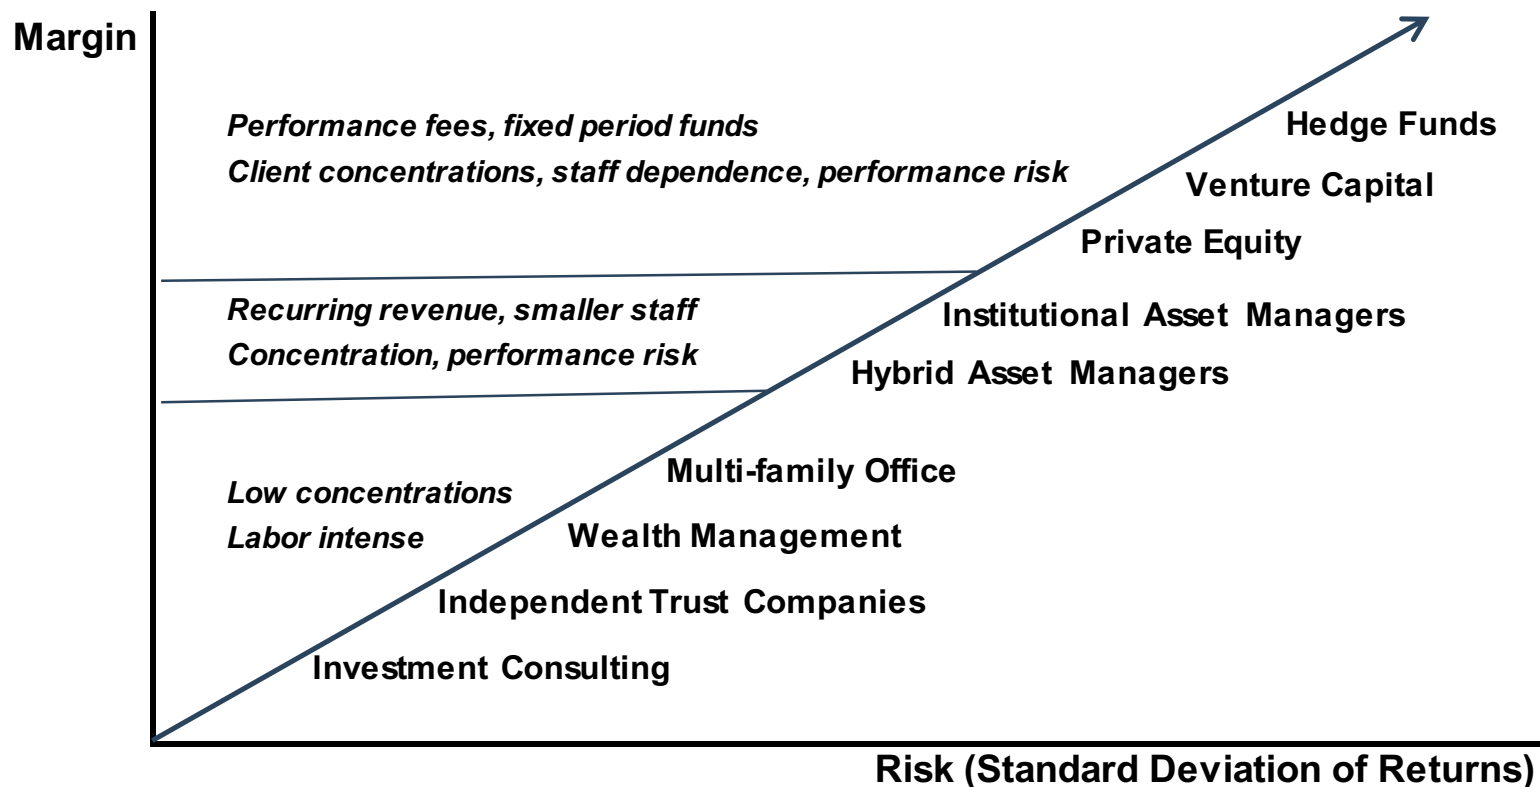 Margin
Performance fees, fixed period funds
Hedge Funds
Client concentrations, staff dependence, performance risk
Venture Capital
Private Equity
Recurring revenue, smaller staff
Institutional Asset Managers
Concentration, performance risk
Hybrid Asset Managers
Multi-family Office
Low concentrations
Labor intense
Wealth Management
Independent Trust Companies
Investment Consulting
Risk (Standard Deviation of Returns)